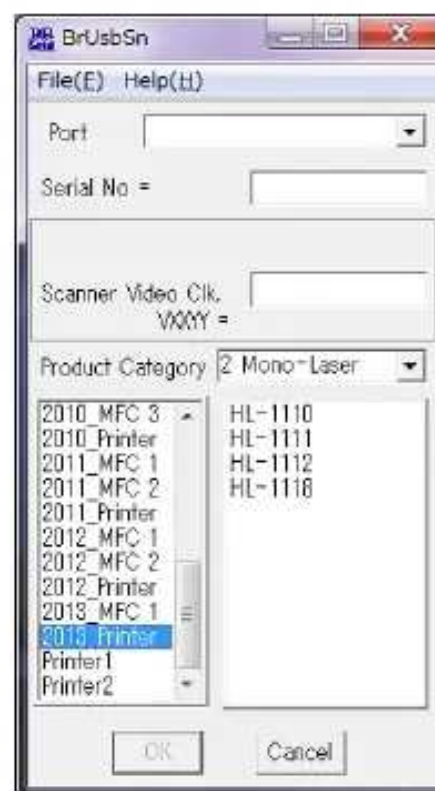 BrUsbSn
File(F) Help(H)
Port
Serial No =
Scanner Video Clk.
VXXYY =
Product Category 2 Mono-Laser
2010_MFC 3
2010_Printer
2011_MFC 1
2011_MFC 2
2011_Printer
2012_MFC 1
2012_MFC 2
2012_Printer
2013_MFC 1
2013_Printer
Printer1
Printer2
HL-1110
HL-1111
HL-1112
HL-1118
OK Cancel